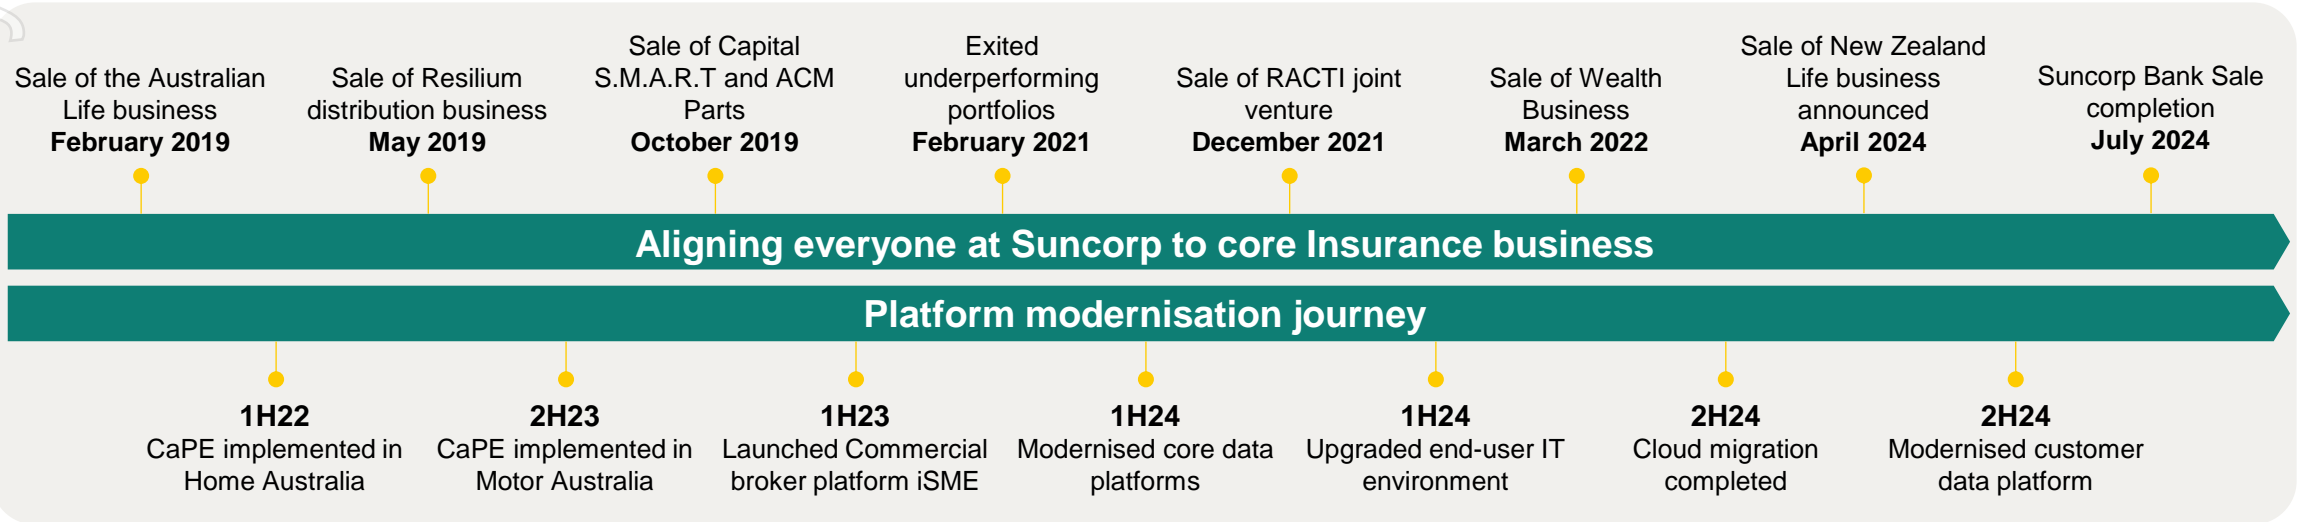 Sale of the Australian
Life business
February 2019
Sale of Resilium
distribution business
May 2019
Sale of Capital
S.M.A.R.T and ACM
Parts
October 2019
Exited
underperforming
portfolios
February 2021
Sale of RACTI joint
venture
December 2021
Sale of Wealth
Business
March 2022
Sale of New Zealand
Life business
announced
April 2024
Suncorp Bank Sale
completion
July 2024
Aligning everyone at Suncorp to core Insurance business
Platform modernisation journey
1H22
CaPE implemented in
Home Australia
2H23
CaPE implemented in
Motor Australia
1H23
Launched Commercial
broker platform iSME
1H24
Modernised core data
platforms
1H24
Upgraded end-user IT
environment
2H24
Cloud migration
completed
2H24
Modernised customer
data platform